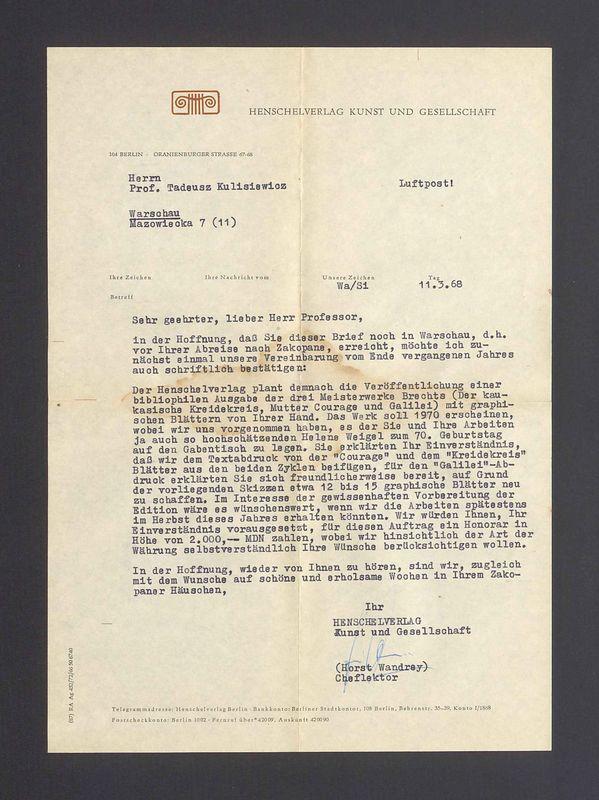 HENSCHELVERLAG KUNST UND GESELLSCHAFT
104 BERLIN · ORANIENBURGER STRASSE 67-68
Herrn
Prof. Tadeusz Kulisiewicz
Luftpost!
Warschau
Mazowiecka 7 (11)
Ihre Zeichen Ihre Nachricht vom Unsere Zeichen Tag
Wa/Si 11.3.68
Betreff
Sehr geehrter, lieber Herr Professor,
in der Hoffnung, daß Sie dieser Brief noch in Warschau, d.h.
vor Ihrer Abreise nach Zakopane, erreicht, möchte ich zu-
nächst einmal unsere Vereinbarung vom Ende vergangenen Jahres
auch schriftlich bestätigen:
Der Henschelverlag plant demnach die Veröffentlichung einer
bibliophilen Ausgabe der drei Meisterwerke Brechts (Der kau-
kasische Kreidekreis, Mutter Courage und Galilei) mit graphi-
schen Blättern von Ihrer Hand. Das Werk soll 1970 erscheinen,
wobei wir uns vorgenommen haben, es der Sie und Ihre Arbeiten
ja auch so hochschätzenden Helene Weigel zum 70. Geburtstag
auf den Gabentisch zu legen. Sie erklärten Ihr Einverständnis,
daß wir dem Textabdruck von der "Courage" und dem "Kreidekreis"
Blätter aus den beiden Zyklen beifügen, für den "Galilei"-Ab-
druck erklärten Sie sich freundlicherweise bereit, auf Grund
der vorliegenden Skizzen etwa 12 bis 15 graphische Blätter neu
zu schaffen. Im Interesse der gewissenhaften Vorbereitung der
Edition wäre es wünschenswert, wenn wir die Arbeiten spätestens
im Herbst dieses Jahres erhalten könnten. Wir würden Ihnen, Ihr
Einverständnis vorausgesetzt, für diesen Auftrag ein Honorar in
Höhe von 2.000,-- MDN zahlen, wobei wir hinsichtlich der Art der
Währung selbstverständlich Ihre Wünsche berücksichtigen wollen.
In der Hoffnung, wieder von Ihnen zu hören, sind wir, zugleich
mit dem Wunsche auf schöne und erholsame Wochen in Ihrem Zako-
paner Häuschen,
Ihr
HENSCHELVERLAG
Kunst und Gesellschaft
(Horst Wandrey)
Cheflektor
Telegrammadresse: Henschelverlag Berlin · Bankkonto: Berliner Stadtkontor, 108 Berlin, Behrenstr. 35-39, Konto 1/1868
Postscheckkonto: Berlin 1002 · Fernruf über 42009, Auskunft 420090